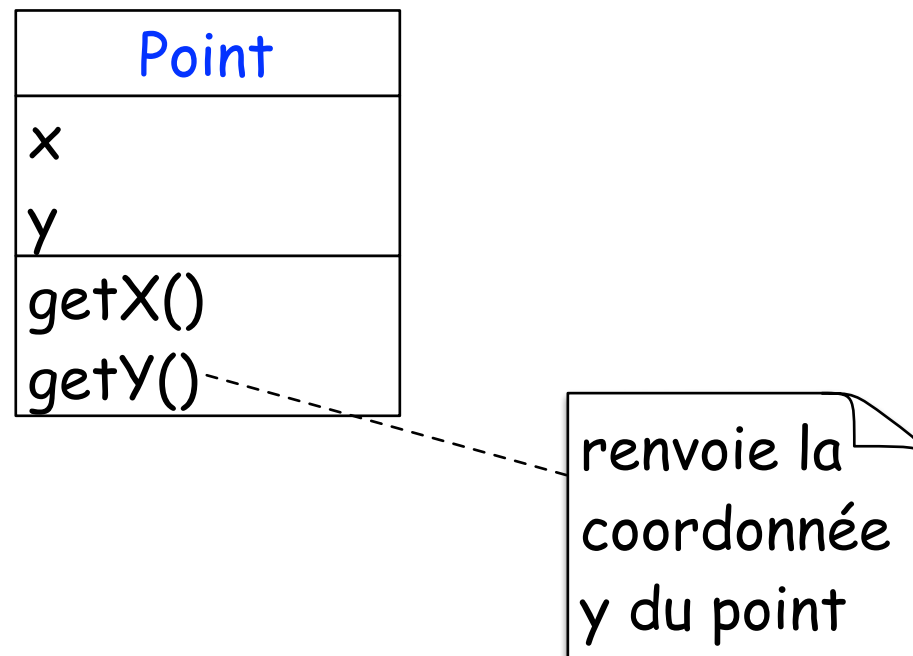 Point
x
y
getX()
getY()
renvoie la
coordonnée
y du point